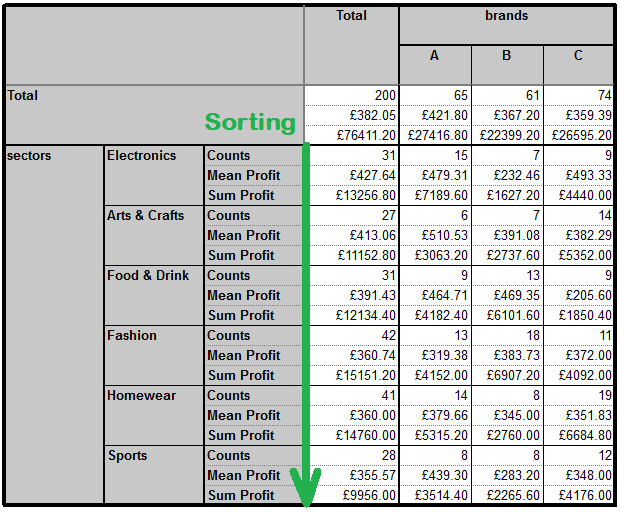 Total brands
A B C
Total 200 65 61 74
£382.05 £421.80 £367.20 £359.39
Sorting
£76411.20 £27416.80 £22399.20 £26595.20
sectors Electronics Counts 31 15 7 9
Mean Profit £427.64 £479.31 £232.46 £493.33
Sum Profit £13256.80 £7189.60 £1627.20 £4440.00
Arts & Crafts Counts 27 6 7 14
Mean Profit £413.06 £510.53 £391.08 £382.29
Sum Profit £11152.80 £3063.20 £2737.60 £5352.00
Food & Drink Counts 31 9 13 9
Mean Profit £391.43 £464.71 £469.35 £205.60
Sum Profit £12134.40 £4182.40 £6101.60 £1850.40
Fashion Counts 42 13 18 11
Mean Profit £360.74 £319.38 £383.73 £372.00
Sum Profit £15151.20 £4152.00 £6907.20 £4092.00
Homewear Counts 41 14 8 19
Mean Profit £360.00 £379.66 £345.00 £351.83
Sum Profit £14760.00 £5315.20 £2760.00 £6684.80
Sports Counts 28 8 8 12
Mean Profit £355.57 £439.30 £283.20 £348.00
Sum Profit £9956.00 £3514.40 £2265.60 £4176.00